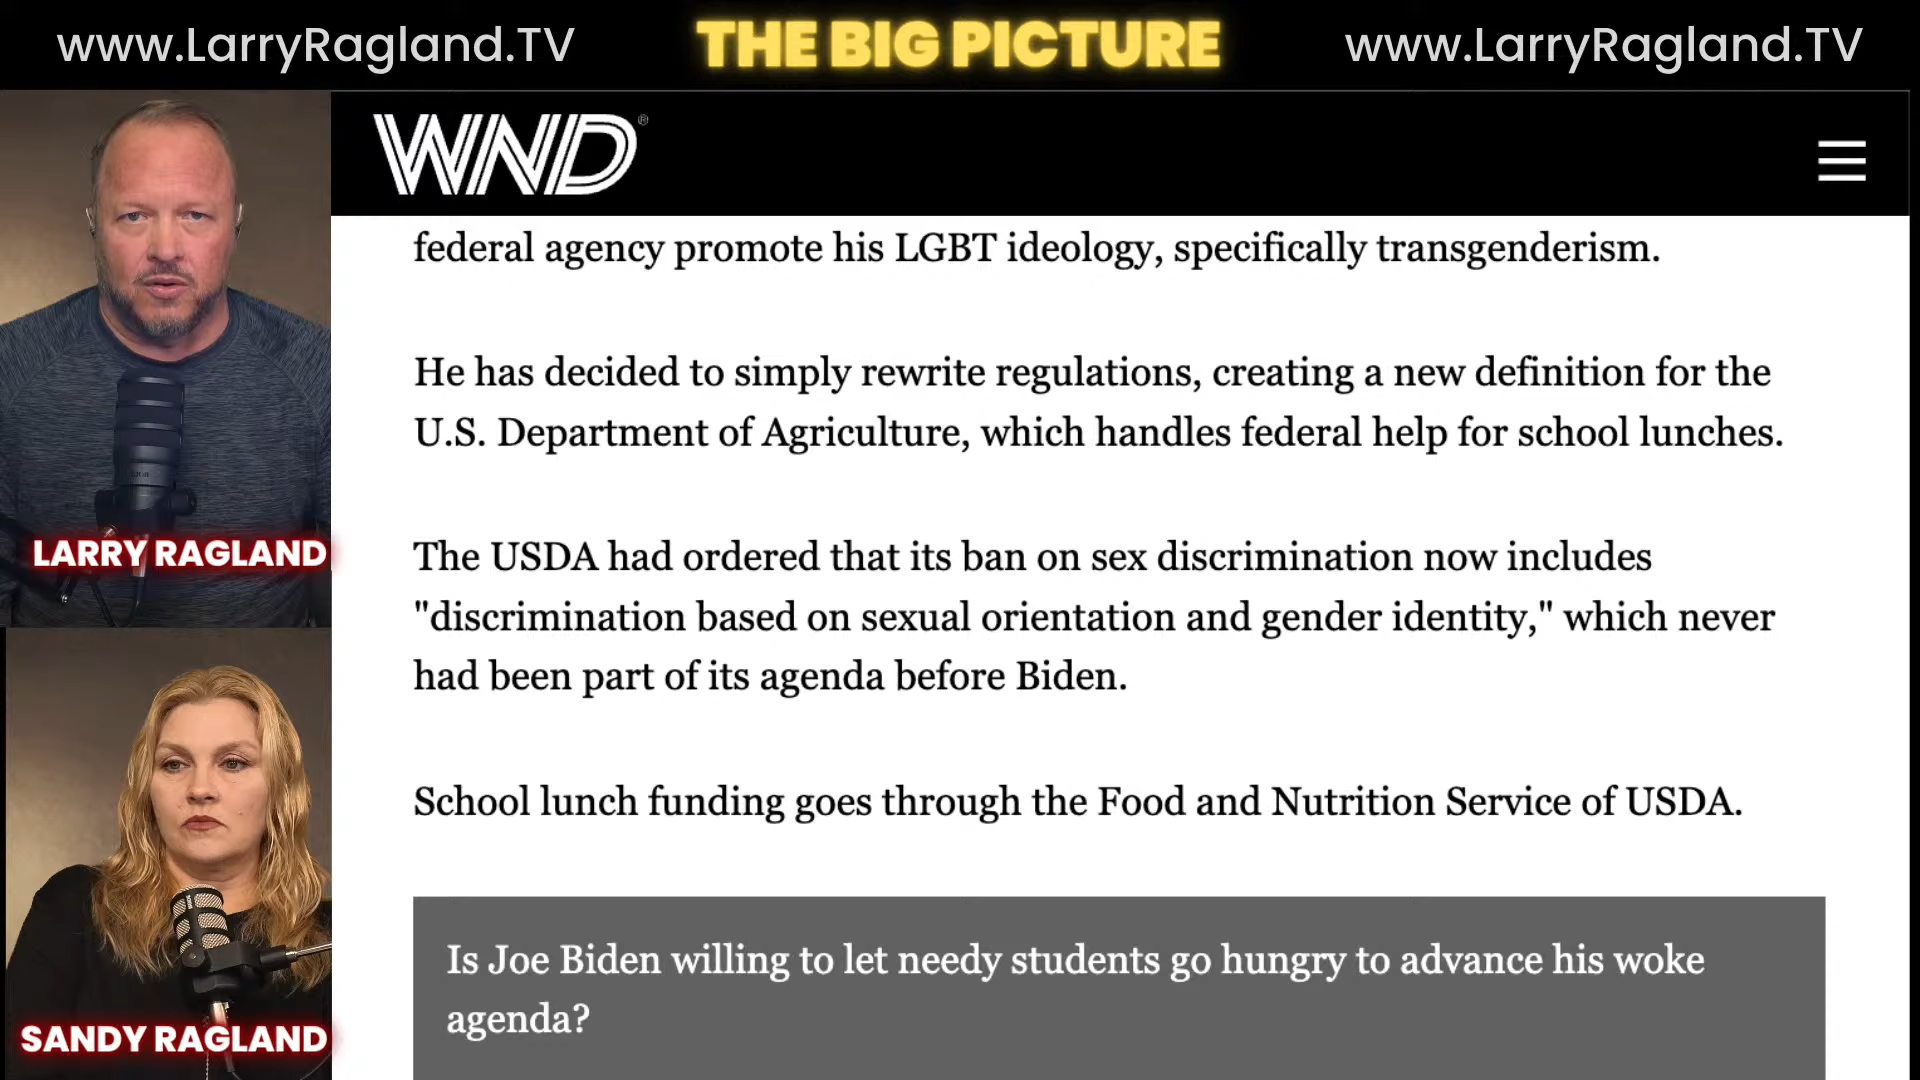 www.LarryRagland.TV
THE BIG PICTURE
www.LarryRagland.TV
WND®
federal agency promote his LGBT ideology, specifically transgenderism.
He has decided to simply rewrite regulations, creating a new definition for the
U.S. Department of Agriculture, which handles federal help for school lunches.
The USDA had ordered that its ban on sex discrimination now includes
"discrimination based on sexual orientation and gender identity," which never
had been part of its agenda before Biden.
School lunch funding goes through the Food and Nutrition Service of USDA.
Is Joe Biden willing to let needy students go hungry to advance his woke
agenda?
LARRY RAGLAND
SANDY RAGLAND